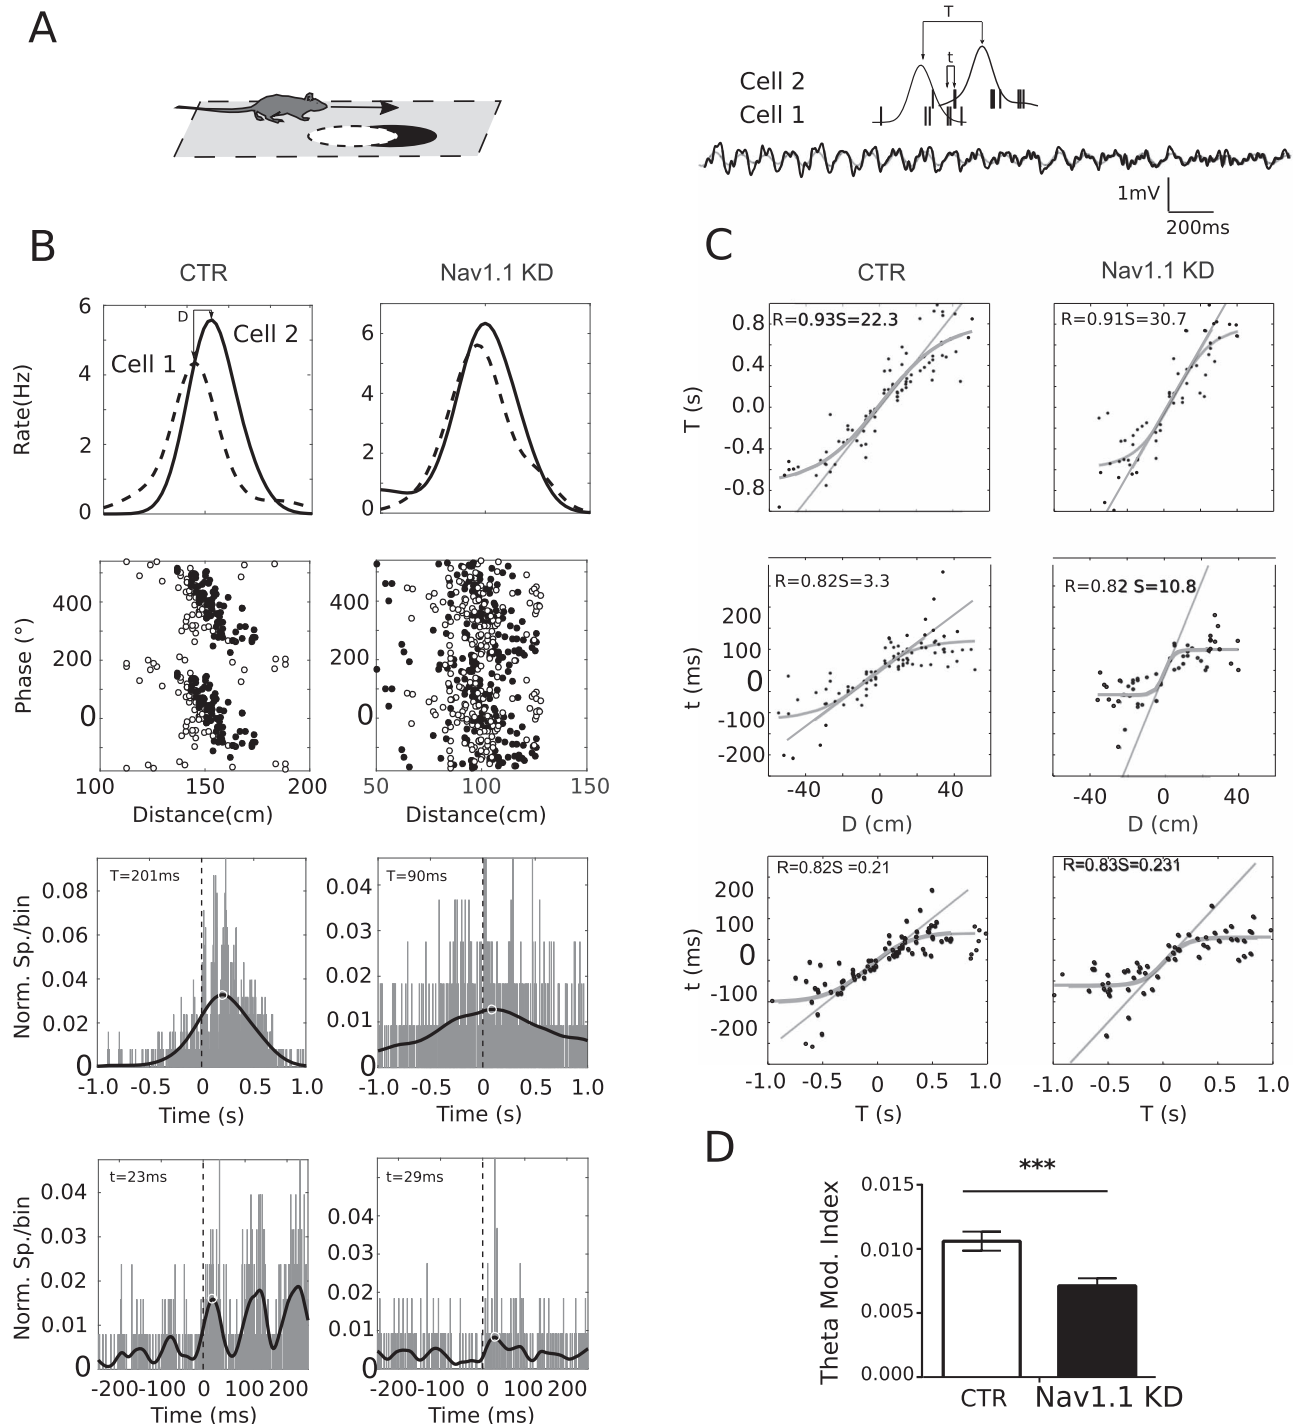 A
T
t
Cell 2
Cell 1
1mV
200ms
B
CTR
Nav1.1 KD
6
4
2
0
Rate(Hz)
D
Cell 1
Cell 2
6
4
2
0
400
200
0
Phase (°)
100 150 200
Distance(cm)
400
200
0
50 100 150
Distance(cm)
T=201ms
0.08
0.06
0.04
0.02
0
Norm. Sp./bin
-1.0 -0.5 0 0.5 1.0
Time (s)
T=90ms
0.04
0.03
0.02
0.01
0
-1.0 -0.5 0 0.5 1.0
Time (s)
t=23ms
0.04
0.03
0.02
0.01
0
Norm. Sp./bin
-200 -100 0 100 200
Time (ms)
t=29ms
0.04
0.03
0.02
0.01
0
-200 -100 0 100 200
Time (ms)
C
CTR
Nav1.1 KD
R=0.93S=22.3
0.8
0.4
0.0
-0.4
-0.8
T (s)
R=0.91S=30.7
R=0.82S=3.3
200
100
0
-100
-200
t (ms)
-40 0 40
D (cm)
R=0.82 S=10.8
-40 0 40
D (cm)
R=0.82S =0.21
200
100
0
-100
-200
t (ms)
-1.0 -0.5 0 0.5 1.0
T (s)
R=0.83S=0.231
-1.0 -0.5 0 0.5 1.0
T (s)
D
***
0.015
0.010
0.005
0.000
Theta Mod. Index
CTR
Nav1.1 KD